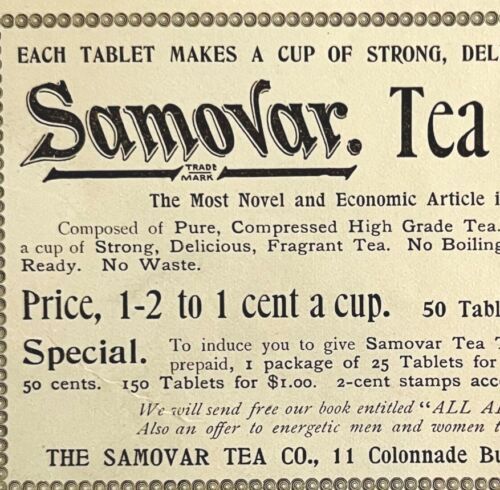 EACH TABLET MAKES A CUP OF STRONG, DEL
Samovar. Tea
TRADE
MARK
The Most Novel and Economic Article i
Composed of Pure, Compressed High Grade Tea.
a cup of Strong, Delicious, Fragrant Tea. No Boiling
Ready. No Waste.
Price, 1-2 to 1 cent a cup. 50 Tabl
Special. To induce you to give Samovar Tea T
prepaid, 1 package of 25 Tablets for
50 cents. 150 Tablets for $1.00. 2-cent stamps acc
We will send free our book entitled "ALL A
Also an offer to energetic men and women t
THE SAMOVAR TEA CO., 11 Colonnade Bu